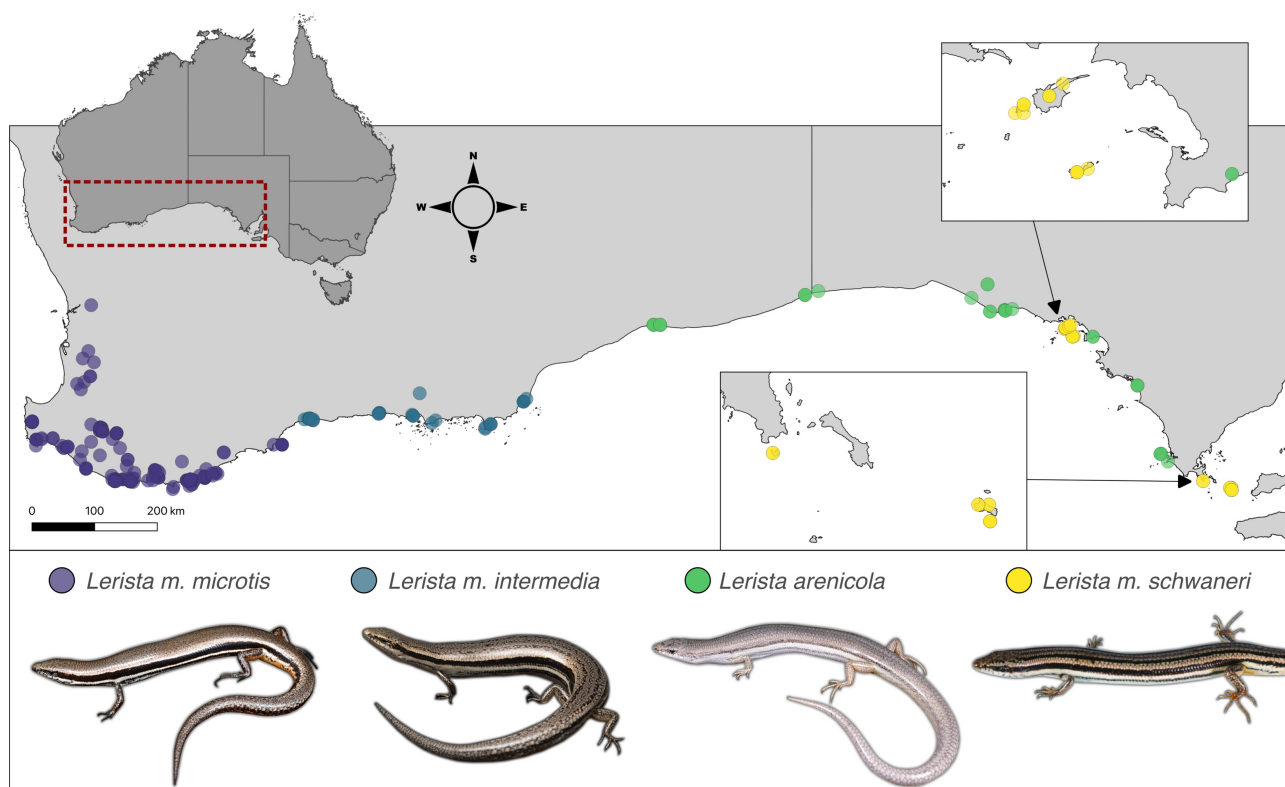 N
W E
S
0 100 200 km
Lerista m. microtis
Lerista m. intermedia
Lerista arenicola
Lerista m. schwaneri